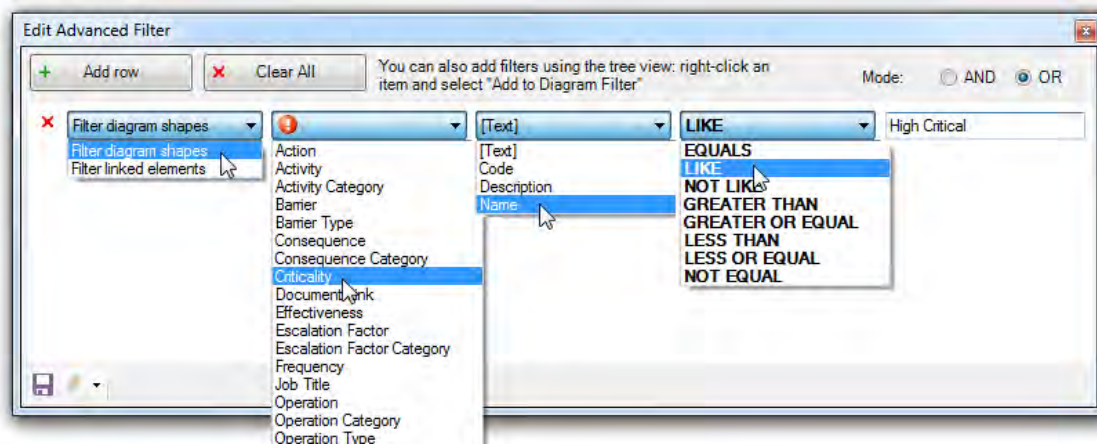 Edit Advanced Filter
Add row
Clear All
You can also add filters using the tree view: right-click an
item and select "Add to Diagram Filter"
Mode:
AND
OR
Filter diagram shapes
[Text]
LIKE
High Critical
Filter diagram shapes
Filter linked elements
Action
Activity
Activity Category
Barrier
Barrier Type
Consequence
Consequence Category
Criticality
Document Link
Effectiveness
Escalation Factor
Escalation Factor Category
Frequency
Job Title
Operation
Operation Category
Operation Type
[Text]
Code
Description
Name
EQUALS
LIKE
NOT LIKE
GREATER THAN
GREATER OR EQUAL
LESS THAN
LESS OR EQUAL
NOT EQUAL